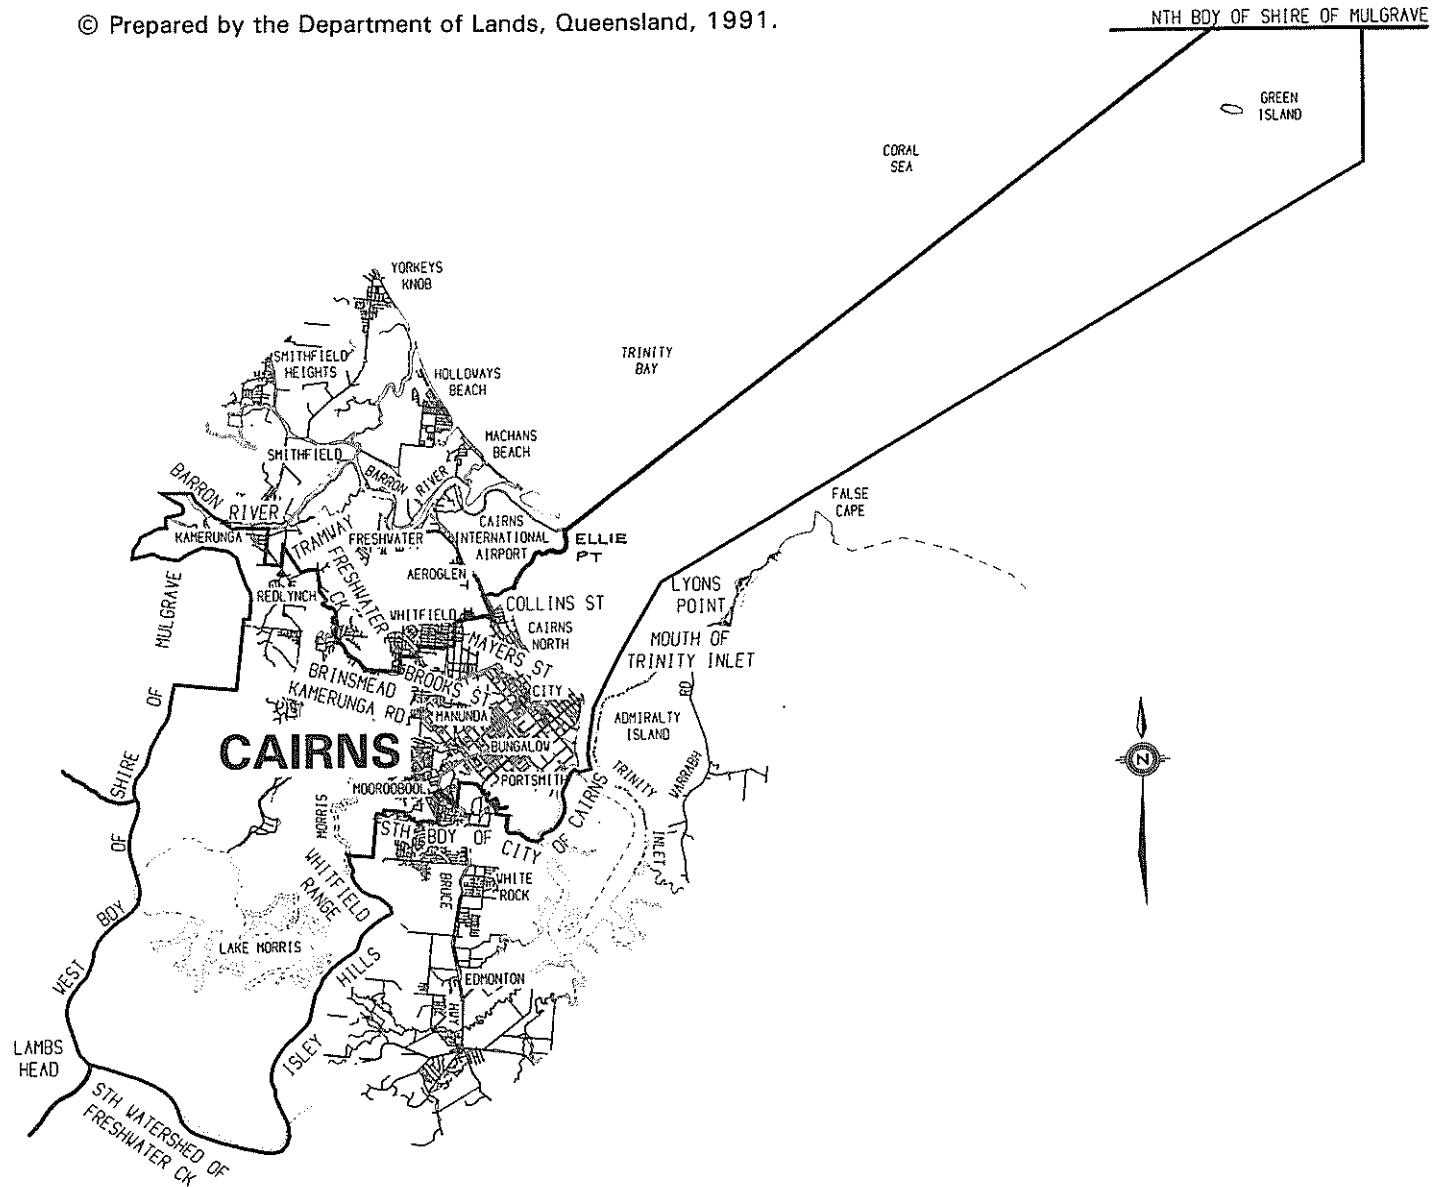 © Prepared by the Department of Lands, Queensland, 1991.
NTH BDY OF SHIRE OF MULGRAVE
GREEN
ISLAND
CORAL
SEA
YORKEYS
KNOB
TRINITY
BAY
SMITHFIELD
HEIGHTS
HOLLOWAYS
BEACH
MACHANS
BEACH
SMITHFIELD
BARRON RIVER
BARRON RIVER
FALSE
CAPE
KAMERUNGA
TRAMWAY
FRESHWATER
CAIRNS
INTERNATIONAL
AIRPORT
ELLIE
PT
FRESHWATER CK
AEROGLEN
REDLYNCH
LYONS
POINT
WHITFIELD
COLLINS ST
CAIRNS
NORTH
MAYERS ST
MOUTH OF
TRINITY INLET
BRINSMEAD
KAMERUNGA RD
BROOKS ST
CITY
MANUNDA
ADMIRALTY
ISLAND
YARRABH RD
CAIRNS
BUNGALOW
PORTSMITH
TRINITY INLET
MOOROOBOOL
MORRIS
STH BDY OF CITY OF CAIRNS
WHITFIELD
RANGE
WHITE
ROCK
BRUCE HWY
LAKE MORRIS
EDMONTON
ISLEY HILLS
WEST BDY OF SHIRE OF MULGRAVE
LAMBS
HEAD
STH WATERSHED OF
FRESHWATER CK
N